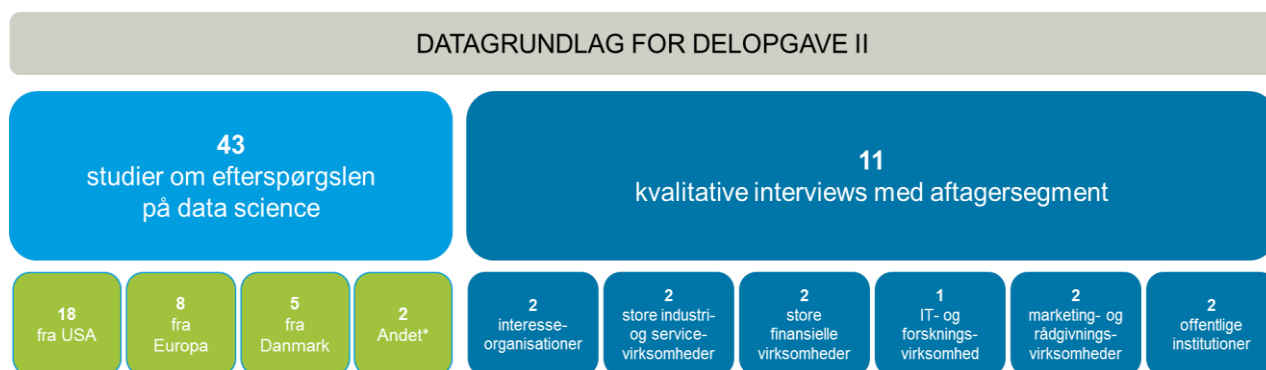 DATAGRUNDLAG FOR DELOPGAVE II
43
studier om efterspørgslen
på data science
11
kvalitative interviews med aftagersegment
18
fra USA
8
fra
Europa
5
fra
Danmark
2
Andet*
2
interesse-
organisationer
2
store industri-
og service-
virksomheder
2
store
finansielle
virksomheder
1
IT- og
forsknings-
virksomhed
2
marketing- og
rådgivnings-
virksomheder
2
offentlige
institutioner